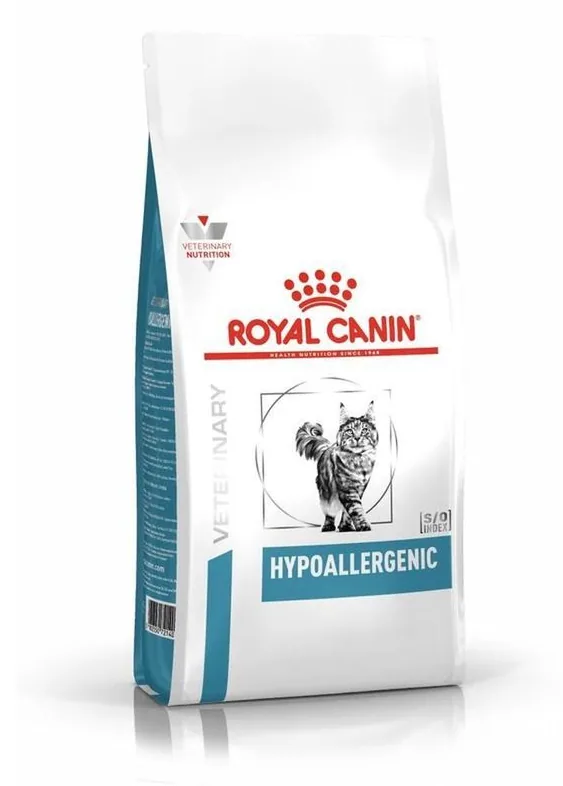 VETERINARY
NUTRITION
ROYAL CANIN®
HEALTH NUTRITION SINCE 1968
VETERINARY
[S/O
INDEX]
HYPOALLERGENIC